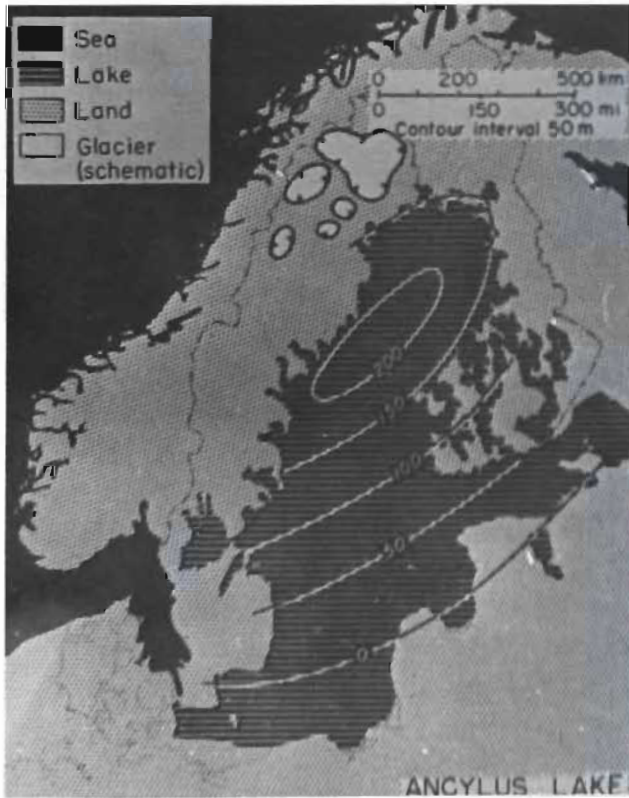 Sea
Lake
Land
Glacier
(schematic)
0 200 500 km
0 150 300 mi
Contour interval 50 m
200
150
100
50
0
ANCYLUS LAKE